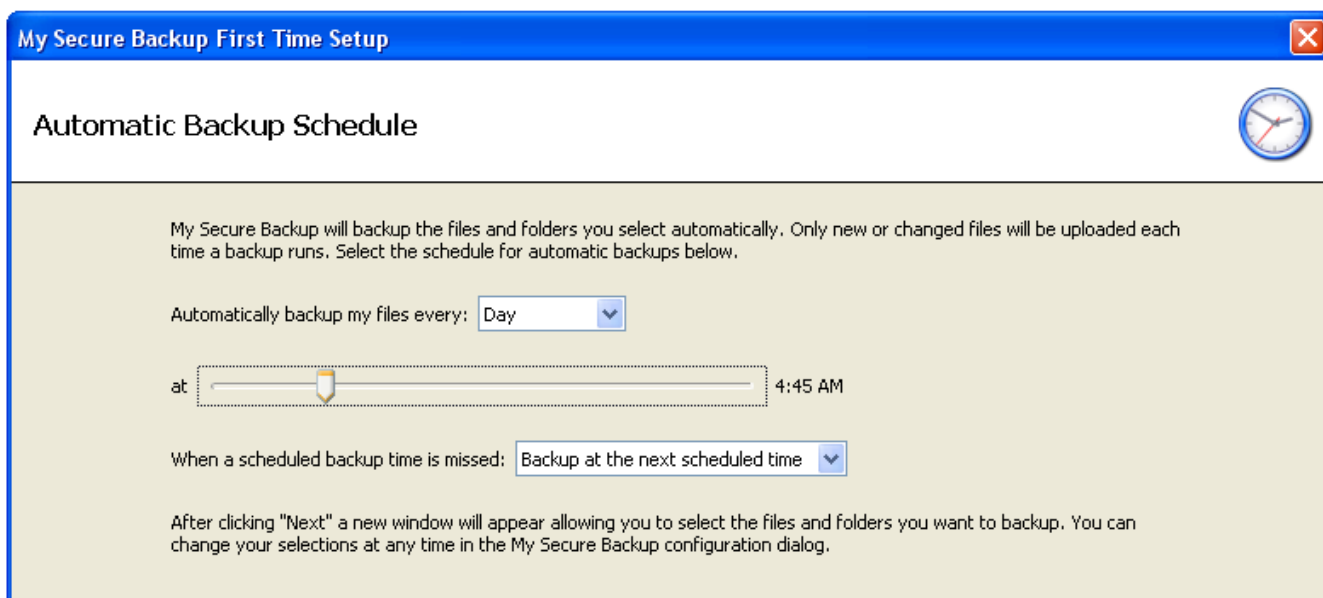 My Secure Backup First Time Setup
Automatic Backup Schedule
My Secure Backup will backup the files and folders you select automatically. Only new or changed files will be uploaded each
time a backup runs. Select the schedule for automatic backups below.
Automatically backup my files every: Day
at 4:45 AM
When a scheduled backup time is missed: Backup at the next scheduled time
After clicking "Next" a new window will appear allowing you to select the files and folders you want to backup. You can
change your selections at any time in the My Secure Backup configuration dialog.